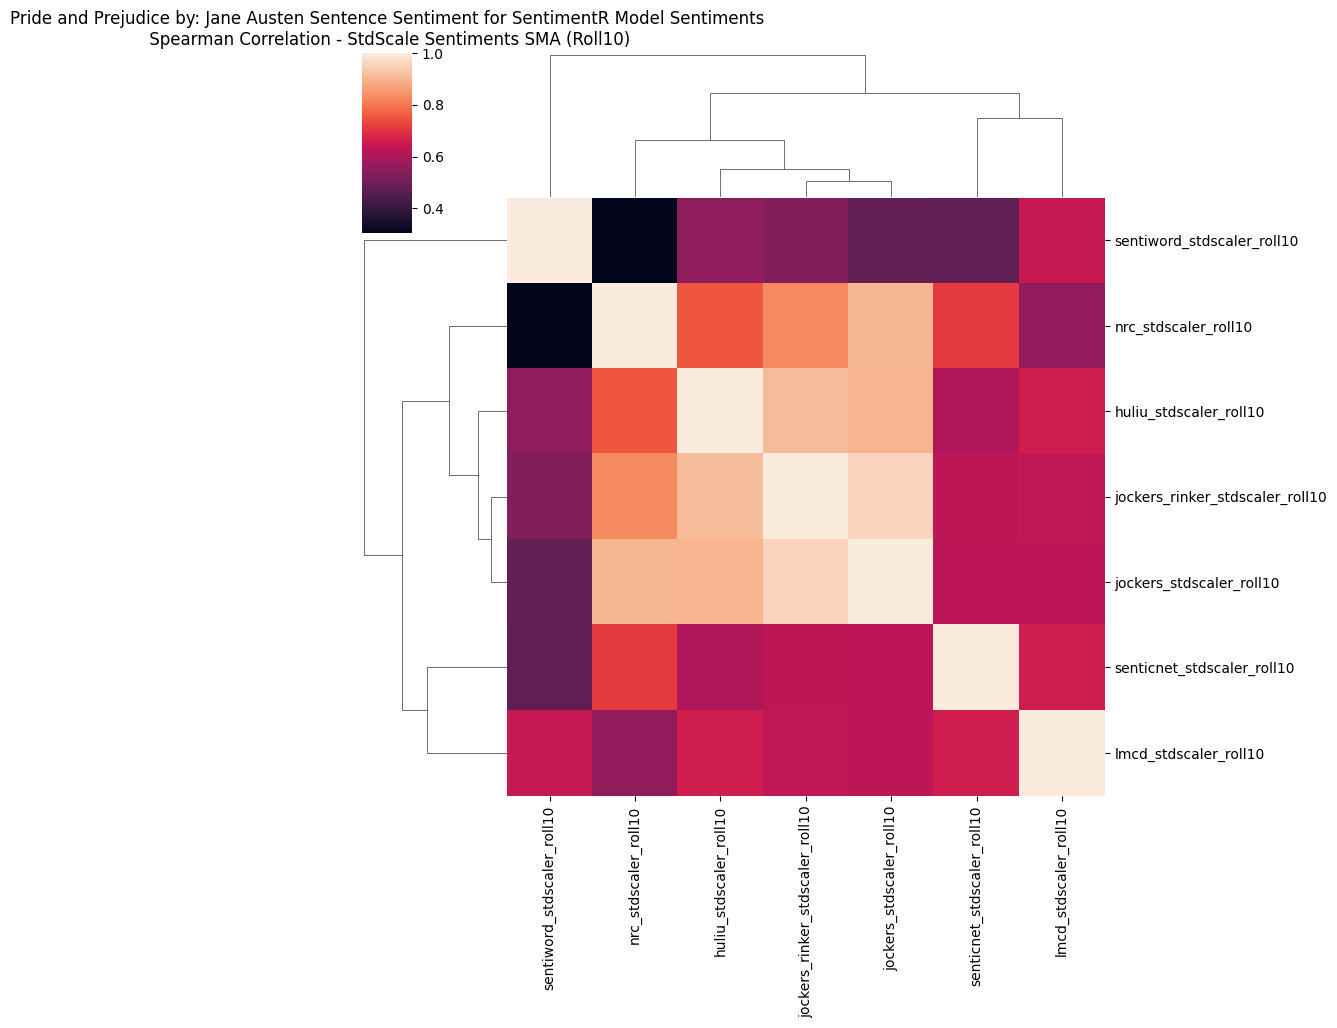 Pride and Prejudice by: Jane Austen Sentence Sentiment for SentimentR Model Sentiments
Spearman Correlation - StdScale Sentiments SMA (Roll10)
1.0
0.8
0.6
0.4
sentiword_stdscaler_roll10
nrc_stdscaler_roll10
huliu_stdscaler_roll10
jockers_rinker_stdscaler_roll10
jockers_stdscaler_roll10
senticnet_stdscaler_roll10
lmcd_stdscaler_roll10
sentiword_stdscaler_roll10
nrc_stdscaler_roll10
huliu_stdscaler_roll10
jockers_rinker_stdscaler_roll10
jockers_stdscaler_roll10
senticnet_stdscaler_roll10
lmcd_stdscaler_roll10